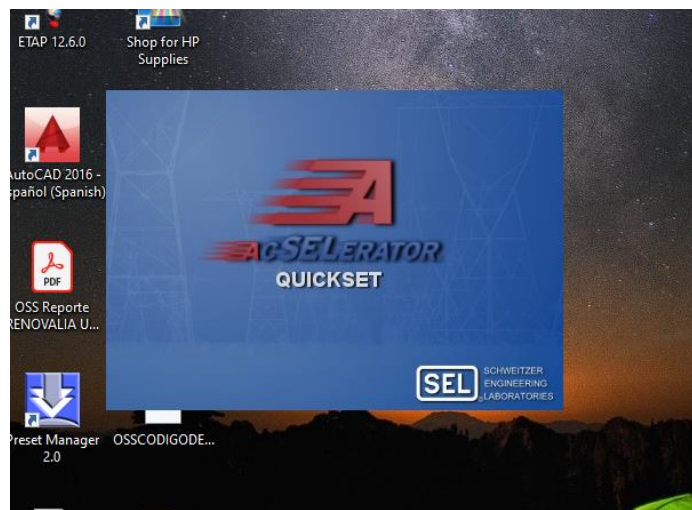 ETAP 12.6.0
Shop for HP
Supplies
AutoCAD 2016 -
Español (Spanish)
ACSELERATOR
QUICKSET
PDF
OSS Reporte
RENOVALIA U...
SEL
SCHWEITZER
ENGINEERING
LABORATORIES
Preset Manager
2.0
OSSCODIGODE...